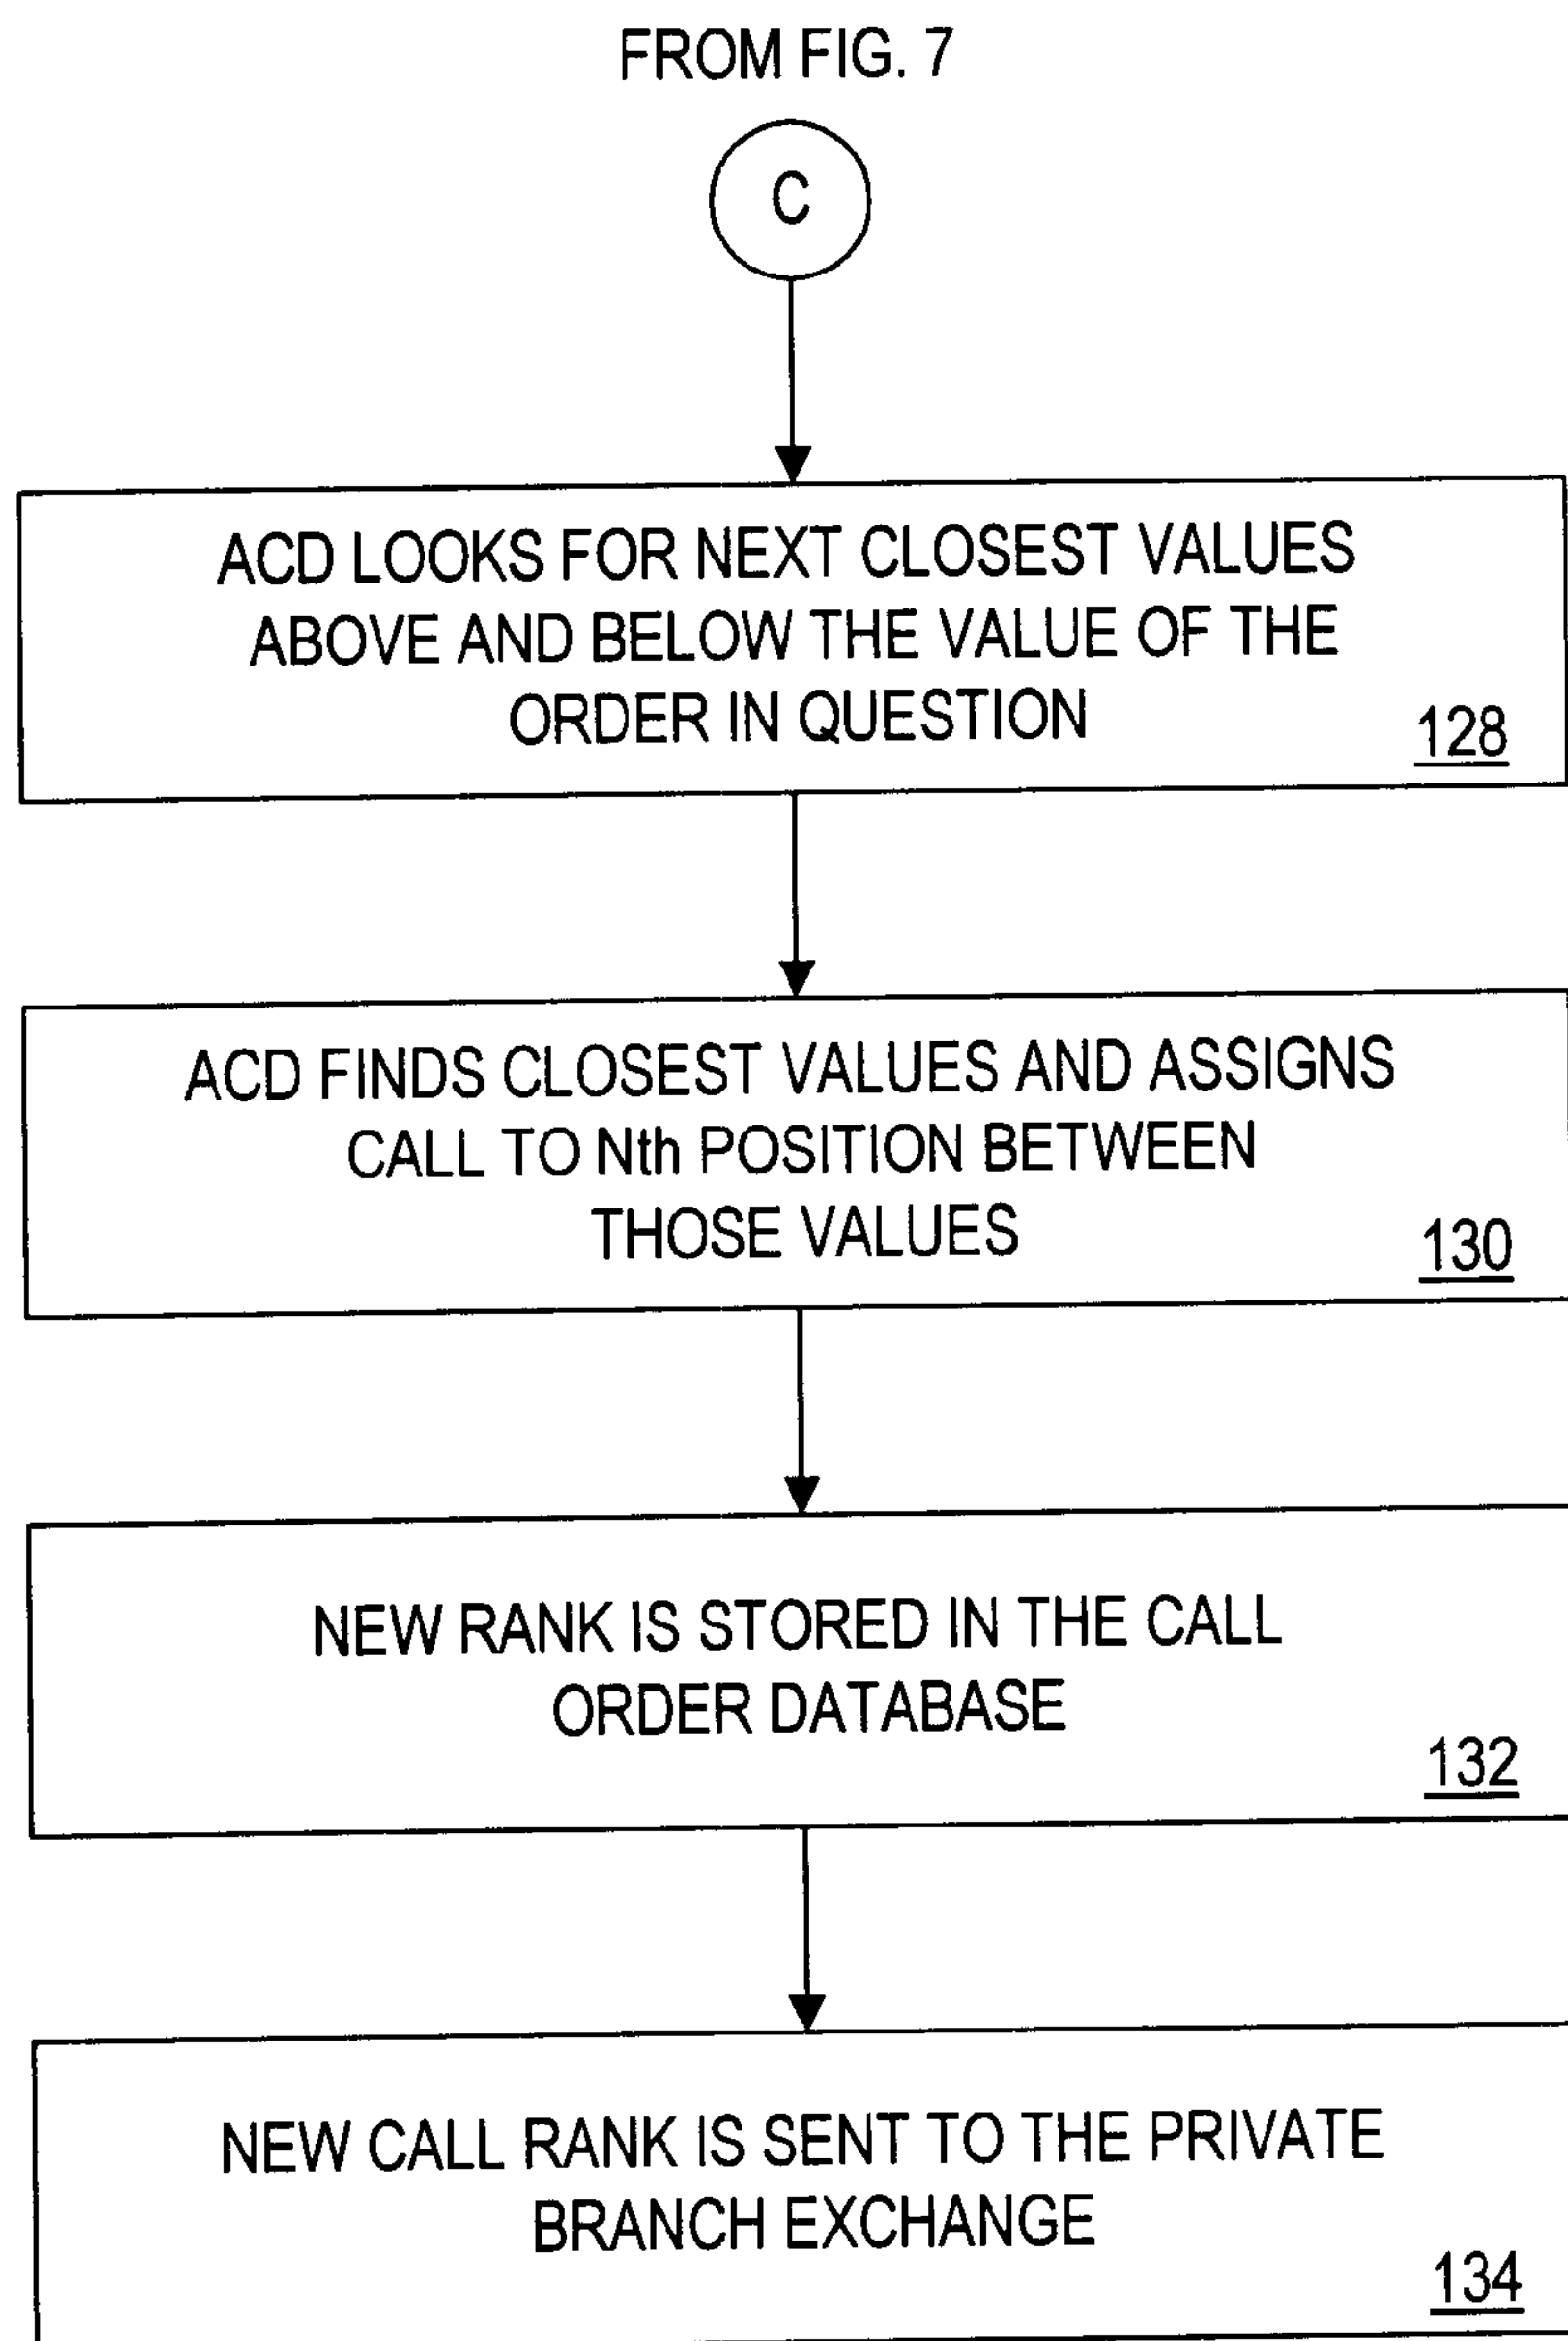 FROM FIG. 7
C
ACD LOOKS FOR NEXT CLOSEST VALUES
ABOVE AND BELOW THE VALUE OF THE
ORDER IN QUESTION
128
ACD FINDS CLOSEST VALUES AND ASSIGNS
CALL TO Nth POSITION BETWEEN
THOSE VALUES
130
NEW RANK IS STORED IN THE CALL
ORDER DATABASE
132
NEW CALL RANK IS SENT TO THE PRIVATE
BRANCH EXCHANGE
134